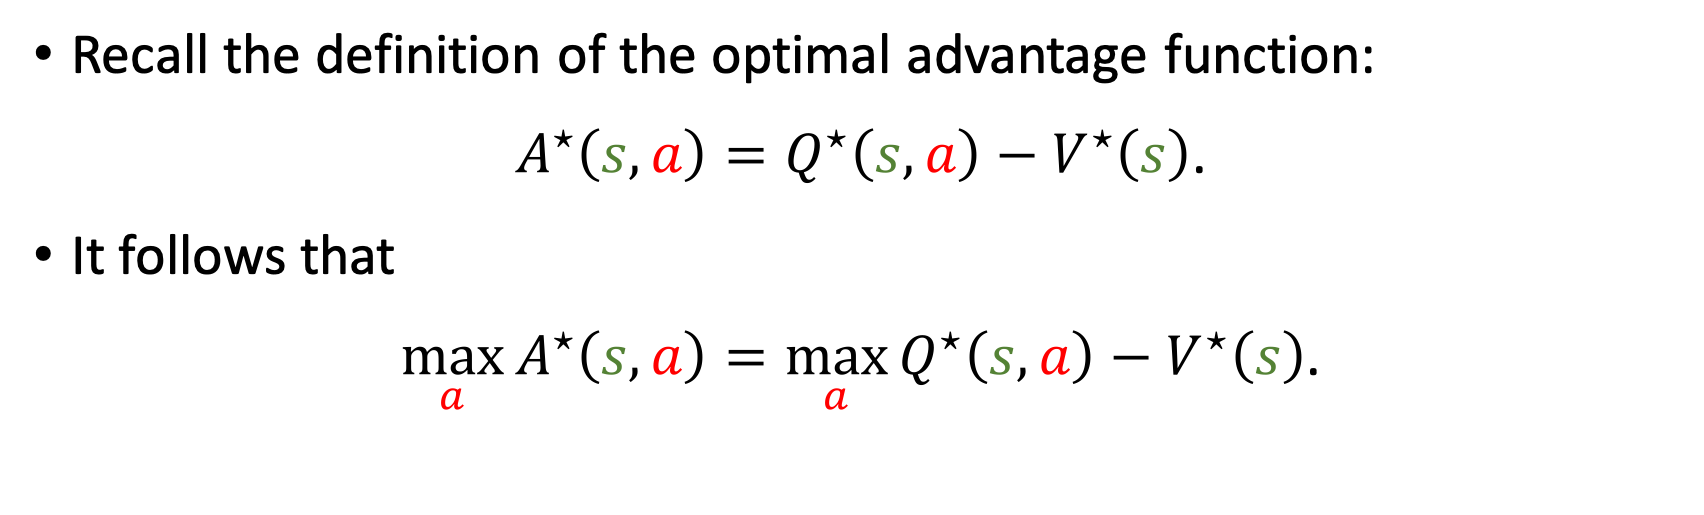 • Recall the definition of the optimal advantage function:
A⋆(s, a) = Q⋆(s, a) − V⋆(s).
• It follows that
max A⋆(s, a) = max Q⋆(s, a) − V⋆(s).
a a